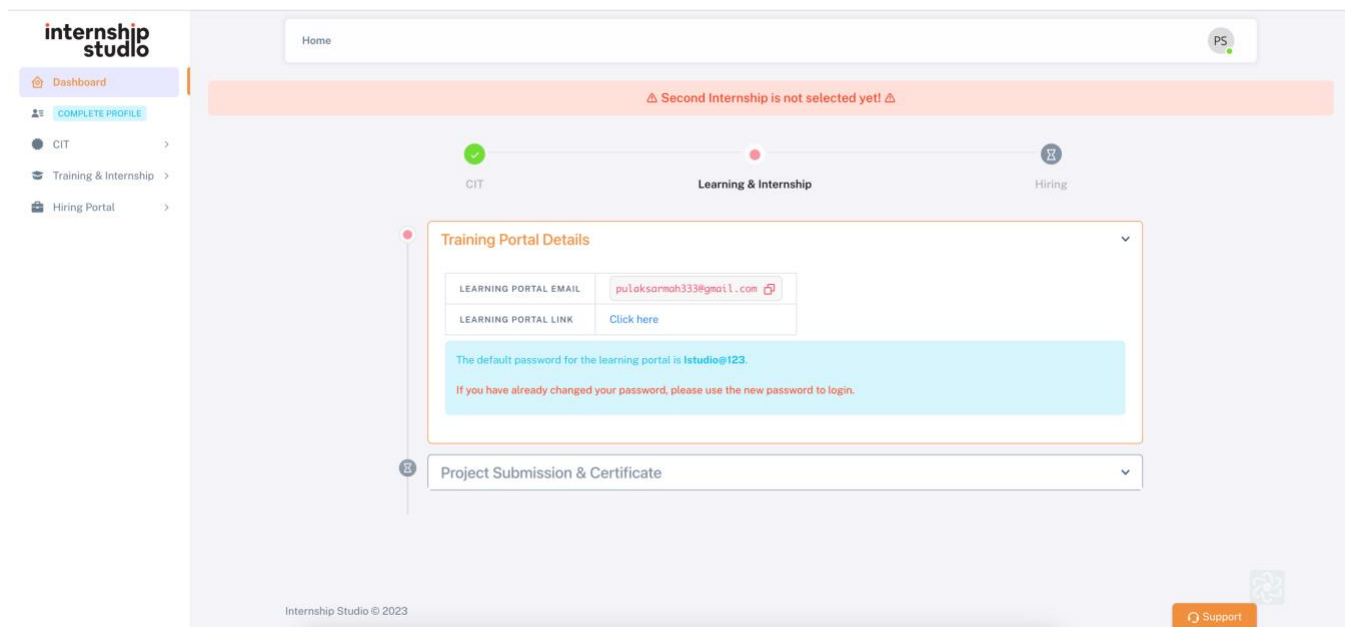 internship
studio
Home
PS
Dashboard
⚠ Second Internship is not selected yet! ⚠
COMPLETE PROFILE
CIT
Training & Internship
Hiring Portal
CIT
Learning & Internship
Hiring
Training Portal Details
LEARNING PORTAL EMAIL pulaksarmah333@gmail.com
LEARNING PORTAL LINK Click here
The default password for the learning portal is Istudio@123.
If you have already changed your password, please use the new password to login.
Project Submission & Certificate
Internship Studio © 2023
Support